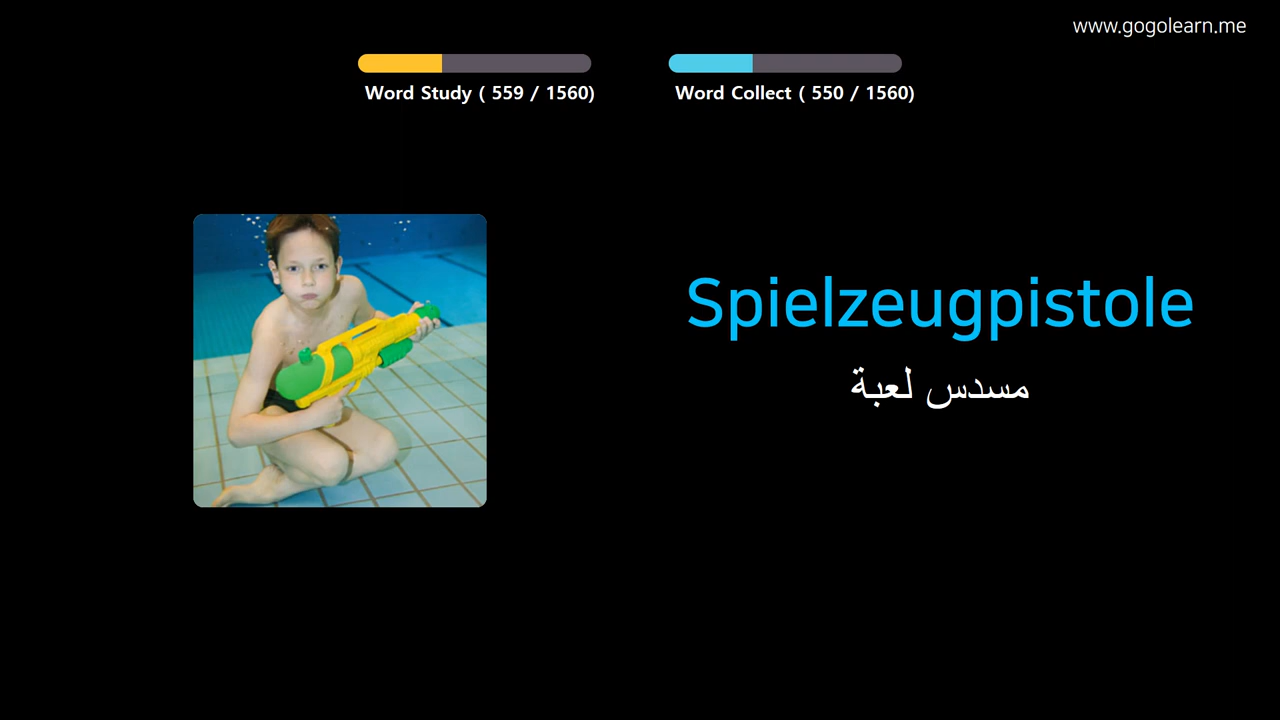 www.gogolearn.me
Word Study ( 559 / 1560)
Word Collect ( 550 / 1560)
Spielzeugpistole
مسدس لعبة